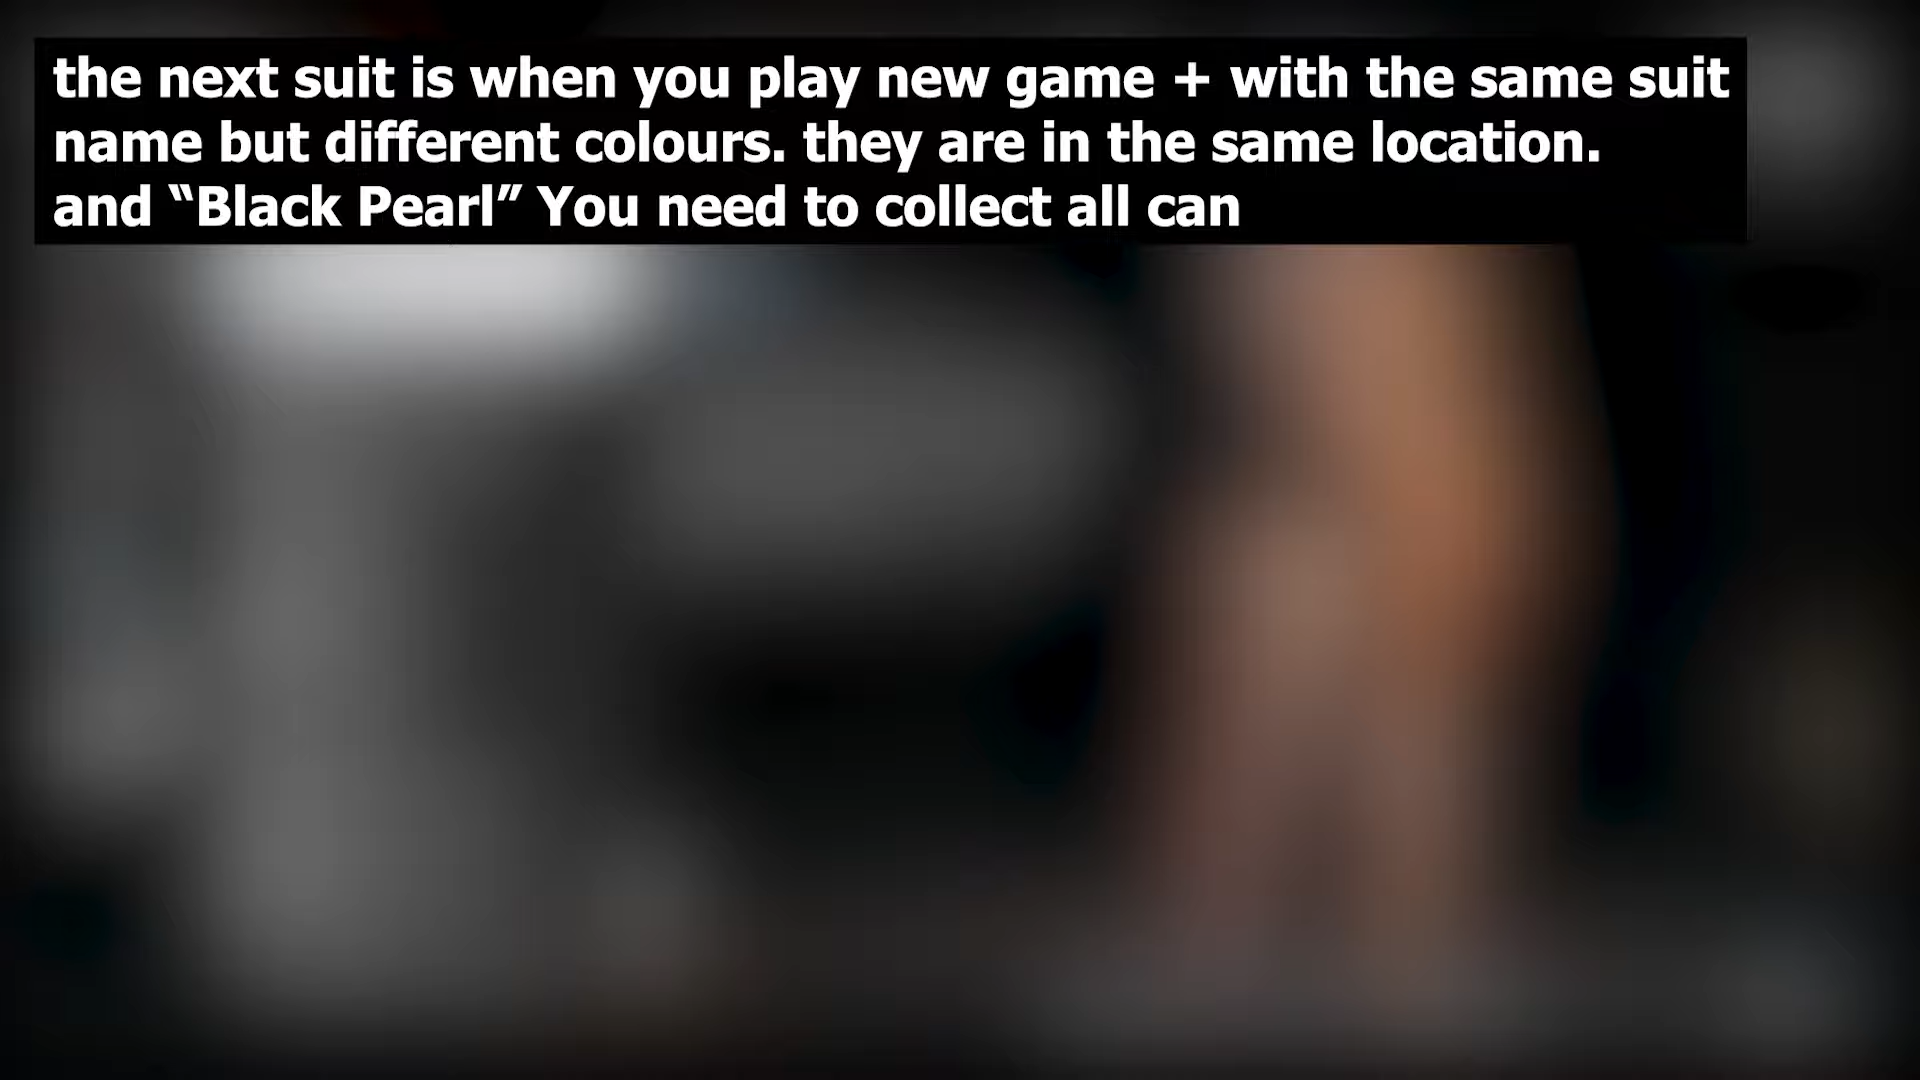 the next suit is when you play new game + with the same suit
name but different colours. they are in the same location.
and “Black Pearl” You need to collect all can